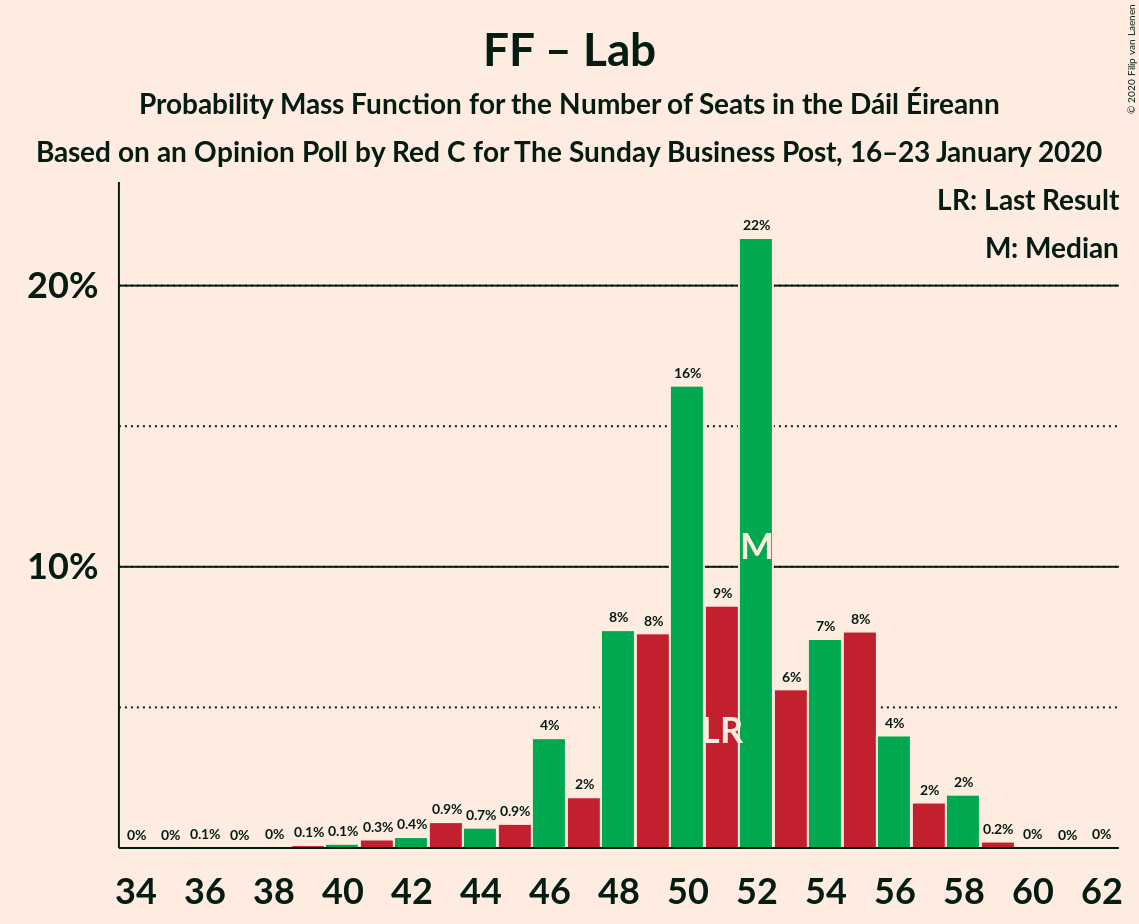 FF – Lab
Probability Mass Function for the Number of Seats in the Dáil Éireann
Based on an Opinion Poll by Red C for The Sunday Business Post, 16–23 January 2020
© 2020 Filip van Laenen
LR: Last Result
M: Median
20%
10%
0% 0% 0.1% 0% 0% 0.1% 0.1% 0.3% 0.4% 0.9% 0.7% 0.9% 4% 2% 8% 8% 16% 9% 22% 6% 7% 8% 4% 2% 2% 0.2% 0% 0% 0%
M
LR
34 36 38 40 42 44 46 48 50 52 54 56 58 60 62